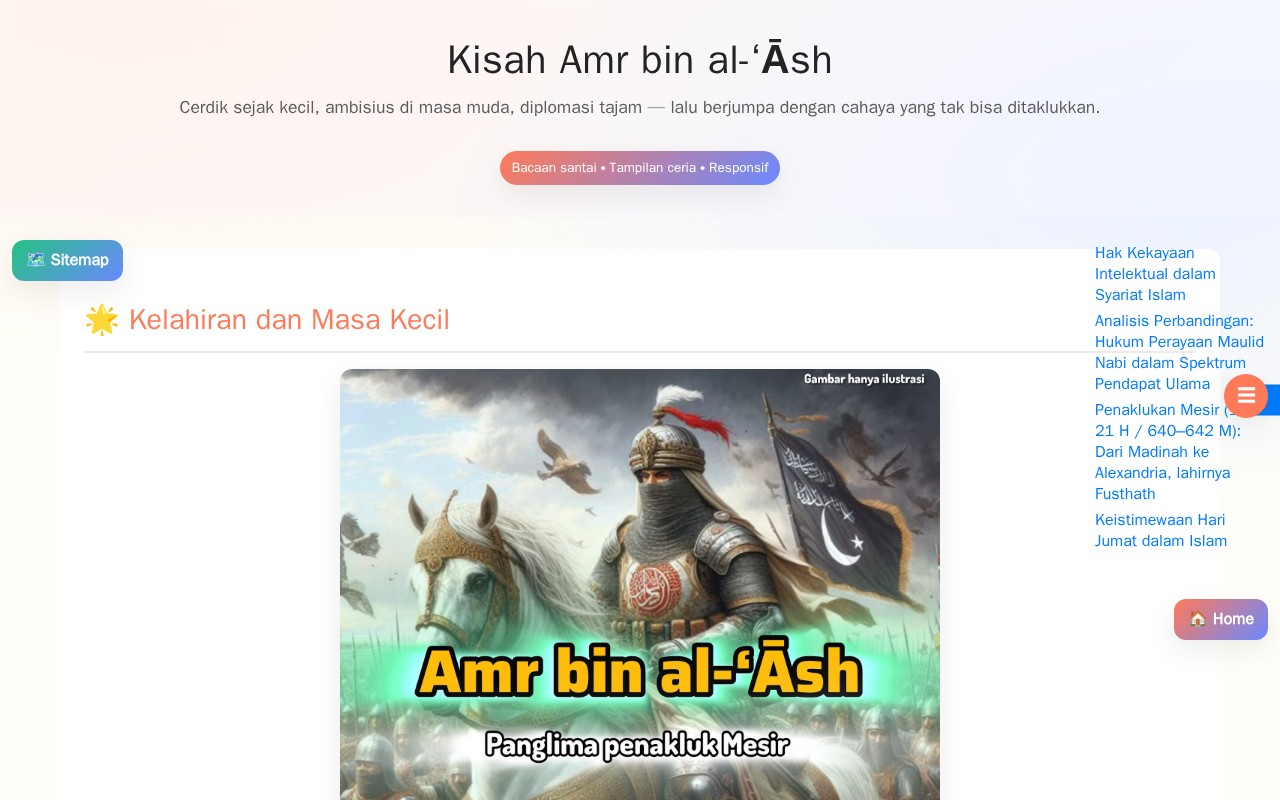 Kisah Amr bin al-‘Āsh
Cerdik sejak kecil, ambisius di masa muda, diplomasi tajam — lalu berjumpa dengan cahaya yang tak bisa ditaklukkan.
Bacaan santai • Tampilan ceria • Responsif
🗺️ Sitemap
🌟 Kelahiran dan Masa Kecil
Gambar hanya ilustrasi
Amr bin al-‘Āsh
Panglima penakluk Mesir
Hak Kekayaan
Intelektual dalam
Syariat Islam
Analisis Perbandingan:
Hukum Perayaan Maulid
Nabi dalam Spektrum
Pendapat Ulama
Penaklukan Mesir (
21 H / 640–642 M):
Dari Madinah ke
Alexandria, lahirnya
Fusthath
Keistimewaan Hari
Jumat dalam Islam
🏠 Home